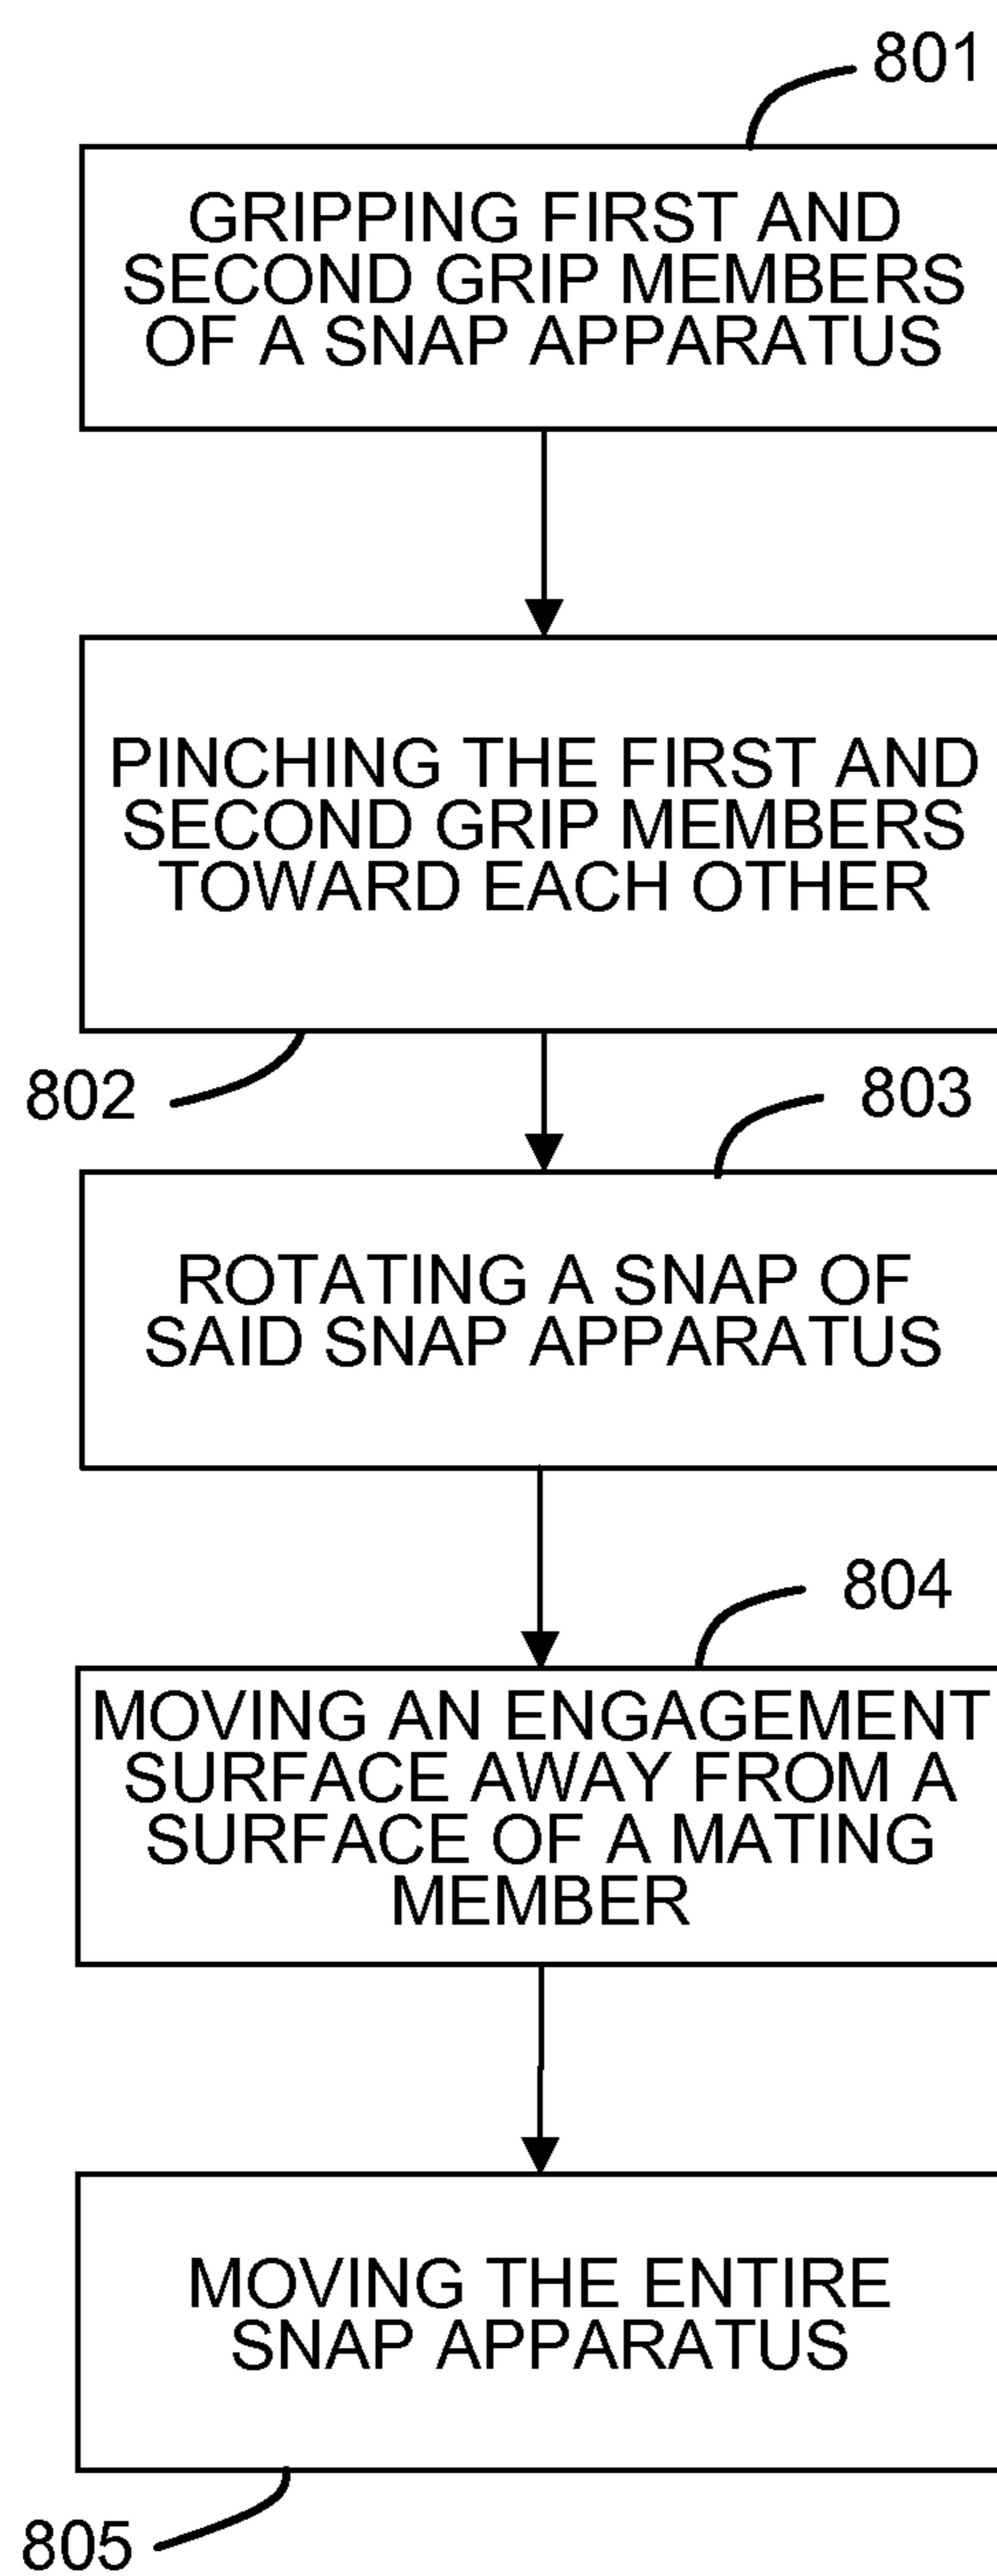 801
GRIPPING FIRST AND
SECOND GRIP MEMBERS
OF A SNAP APPARATUS
PINCHING THE FIRST AND
SECOND GRIP MEMBERS
TOWARD EACH OTHER
802
803
ROTATING A SNAP OF
SAID SNAP APPARATUS
804
MOVING AN ENGAGEMENT
SURFACE AWAY FROM A
SURFACE OF A MATING
MEMBER
MOVING THE ENTIRE
SNAP APPARATUS
805